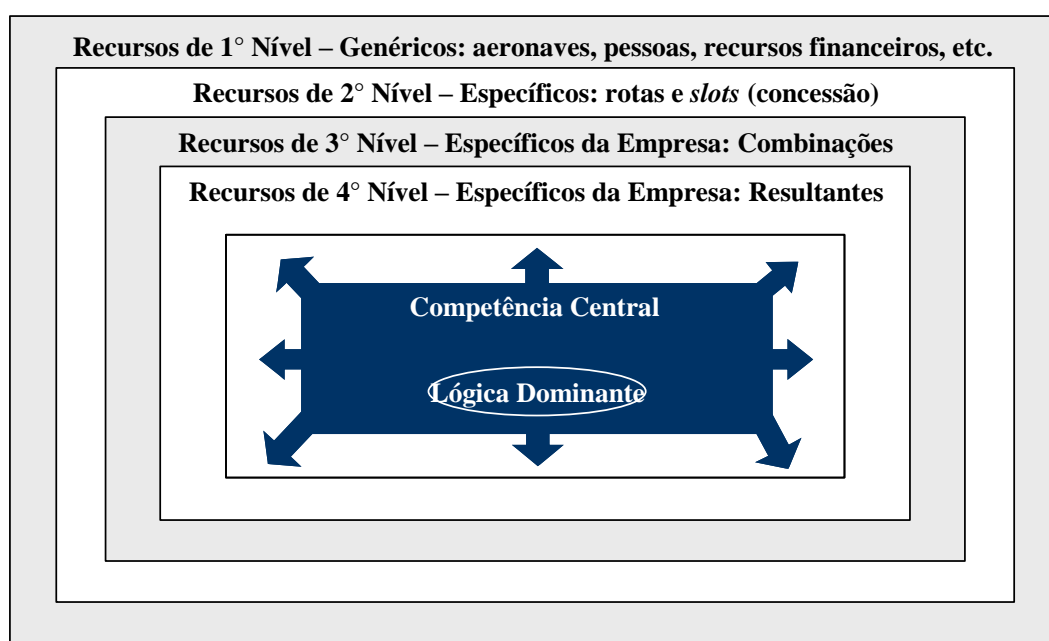 Recursos de 1° Nível – Genéricos: aeronaves, pessoas, recursos financeiros, etc.
Recursos de 2° Nível – Específicos: rotas e slots (concessão)
Recursos de 3° Nível – Específicos da Empresa: Combinações
Recursos de 4° Nível – Específicos da Empresa: Resultantes
Competência Central
Lógica Dominante